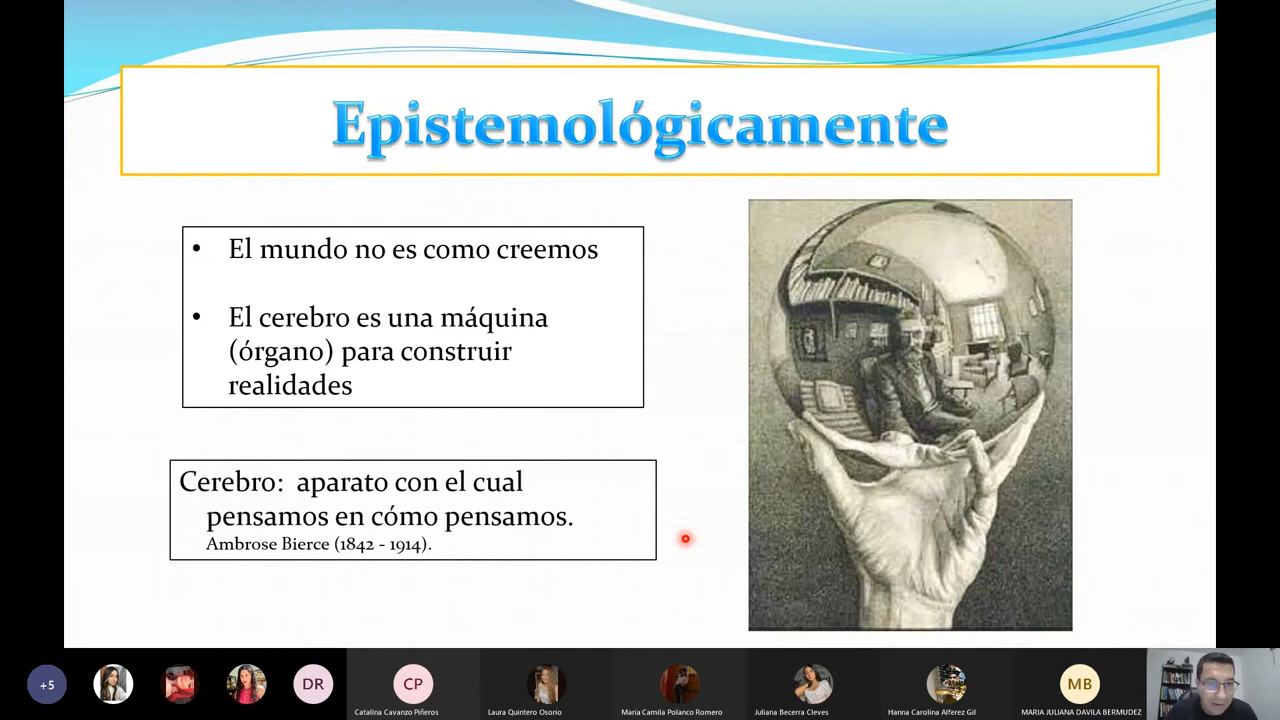 Epistemológicamente
• El mundo no es como creemos
• El cerebro es una máquina
(órgano) para construir
realidades
Cerebro: aparato con el cual
pensamos en cómo pensamos.
Ambrose Bierce (1842 - 1914).
+5
DR
CP
MB
Catalina Cavanzo Piñeros
Laura Quintero Osorio
Maria Camila Polanco Romero
Juliana Becerra Cleves
Hanna Carolina Alferez Gil
MARIA JULIANA DAVILA BERMUDEZ